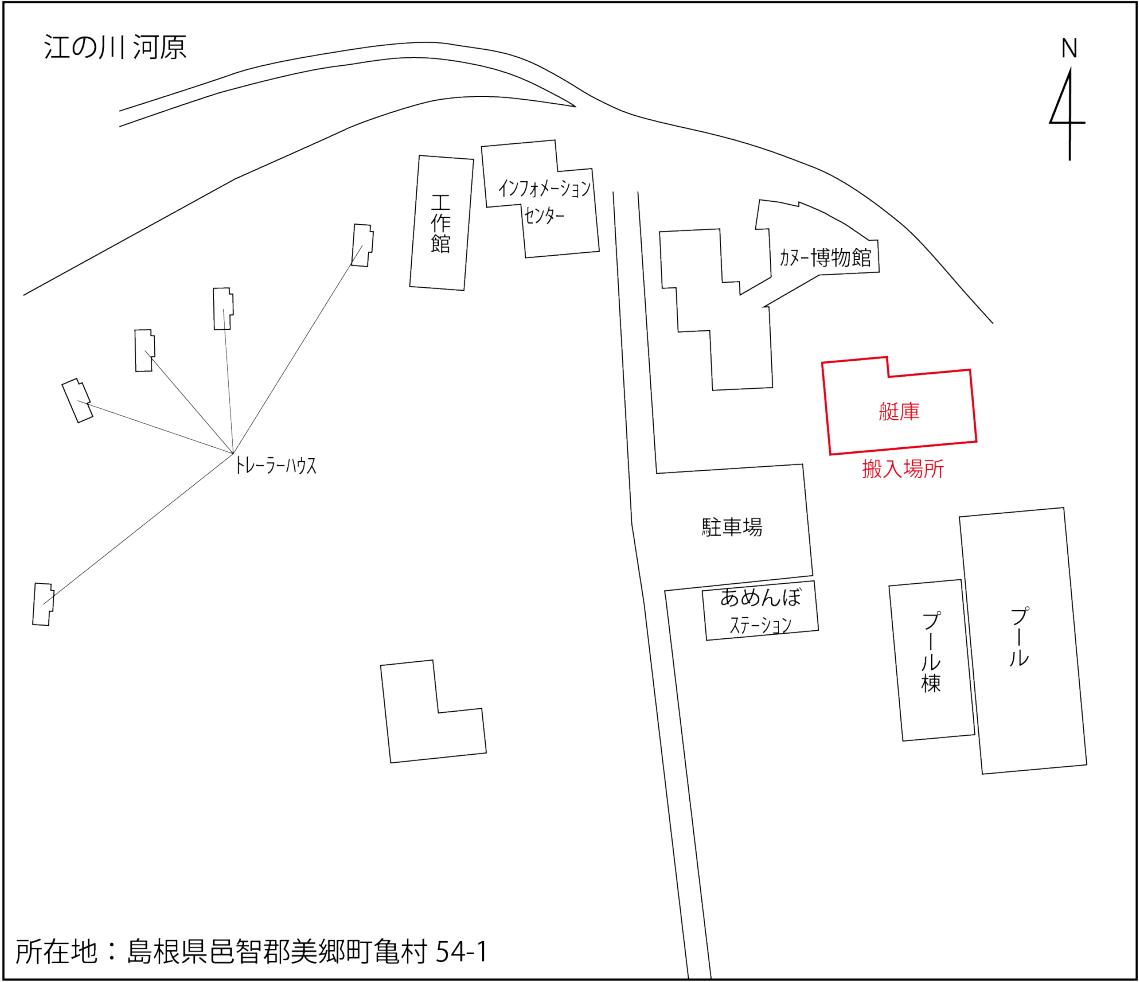 江の川 河原
N
工作館
インフォメーション
センター
カヌー博物館
艇庫
搬入場所
トレーラーハウス
駐車場
あめんぼ
ステーション
プール棟
プール
所在地：島根県邑智郡美郷町亀村 54-1